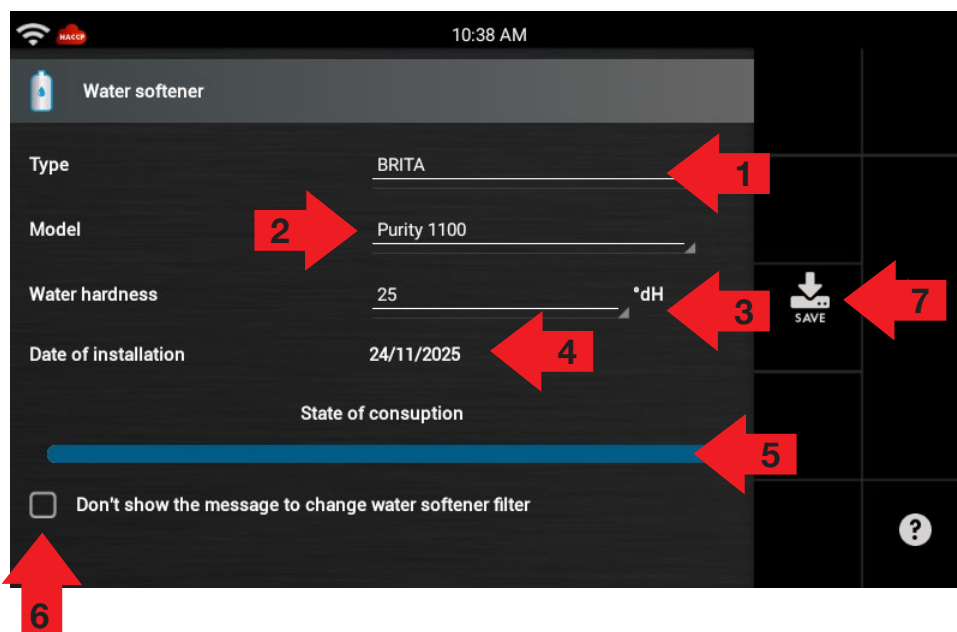 HACCP 10:38 AM
Water softener
Type BRITA 1
Model 2 Purity 1100
Water hardness 25 °dH 3 SAVE 7
Date of installation 24/11/2025 4
State of consuption
5
Don't show the message to change water softener filter
?
6